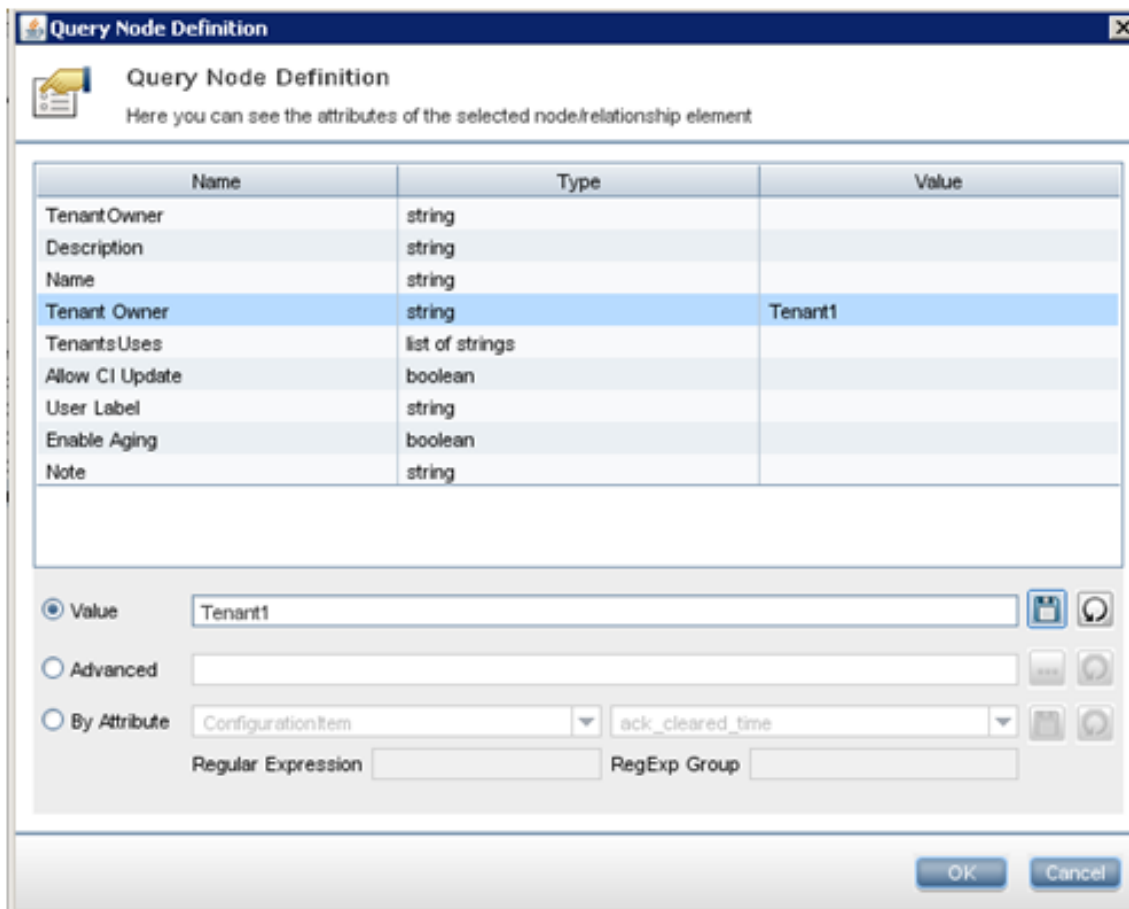 Query Node Definition
Query Node Definition
Here you can see the attributes of the selected node/relationship element
Name Type Value
TenantOwner string
Description string
Name string
Tenant Owner string Tenant1
TenantsUses list of strings
Allow CI Update boolean
User Label string
Enable Aging boolean
Note string
Value Tenant1
Advanced ...
By Attribute ConfigurationItem ack_cleared_time
Regular Expression RegExp Group
OK Cancel